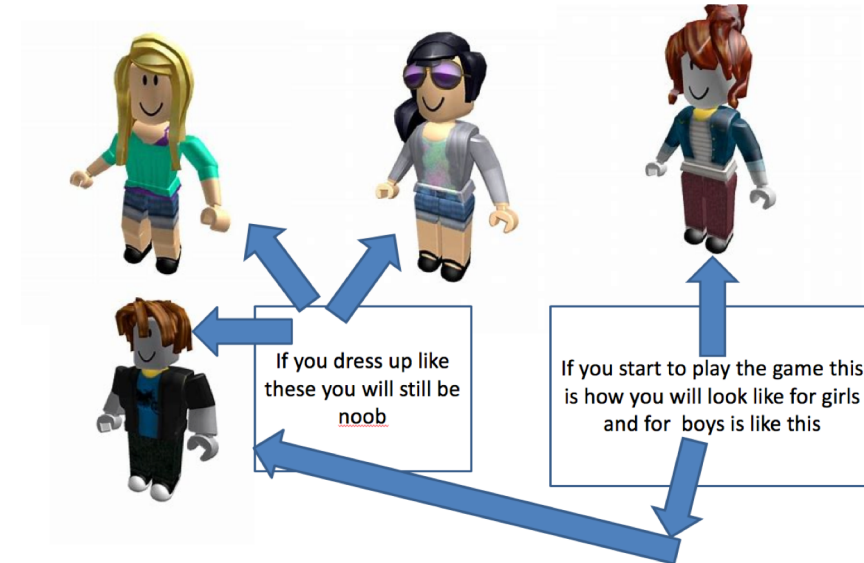 If you dress up like
these you will still be
noob
If you start to play the game this
is how you will look like for girls
and for boys is like this